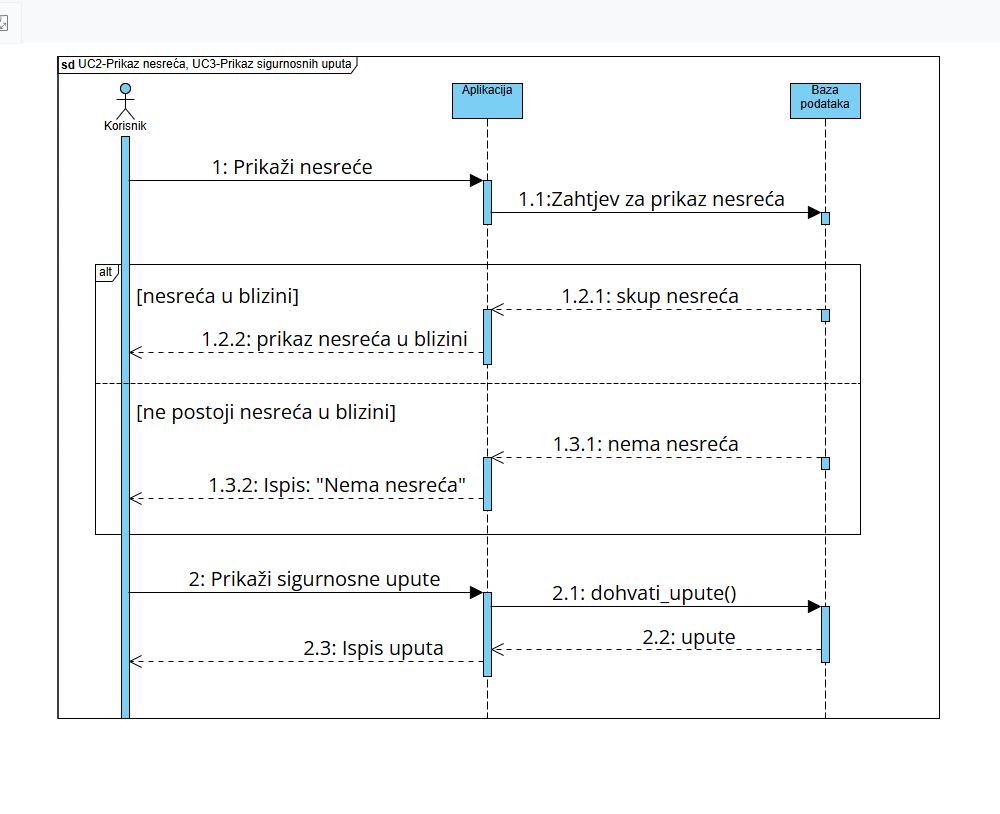 sd UC2-Prikaz nesreća, UC3-Prikaz sigurnosnih uputa
Korisnik
Aplikacija
Baza
podataka
1: Prikaži nesreće
1.1:Zahtjev za prikaz nesreća
alt
[nesreća u blizini]
1.2.1: skup nesreća
1.2.2: prikaz nesreća u blizini
[ne postoji nesreća u blizini]
1.3.1: nema nesreća
1.3.2: Ispis: "Nema nesreća"
2: Prikaži sigurnosne upute
2.1: dohvati_upute()
2.2: upute
2.3: Ispis uputa